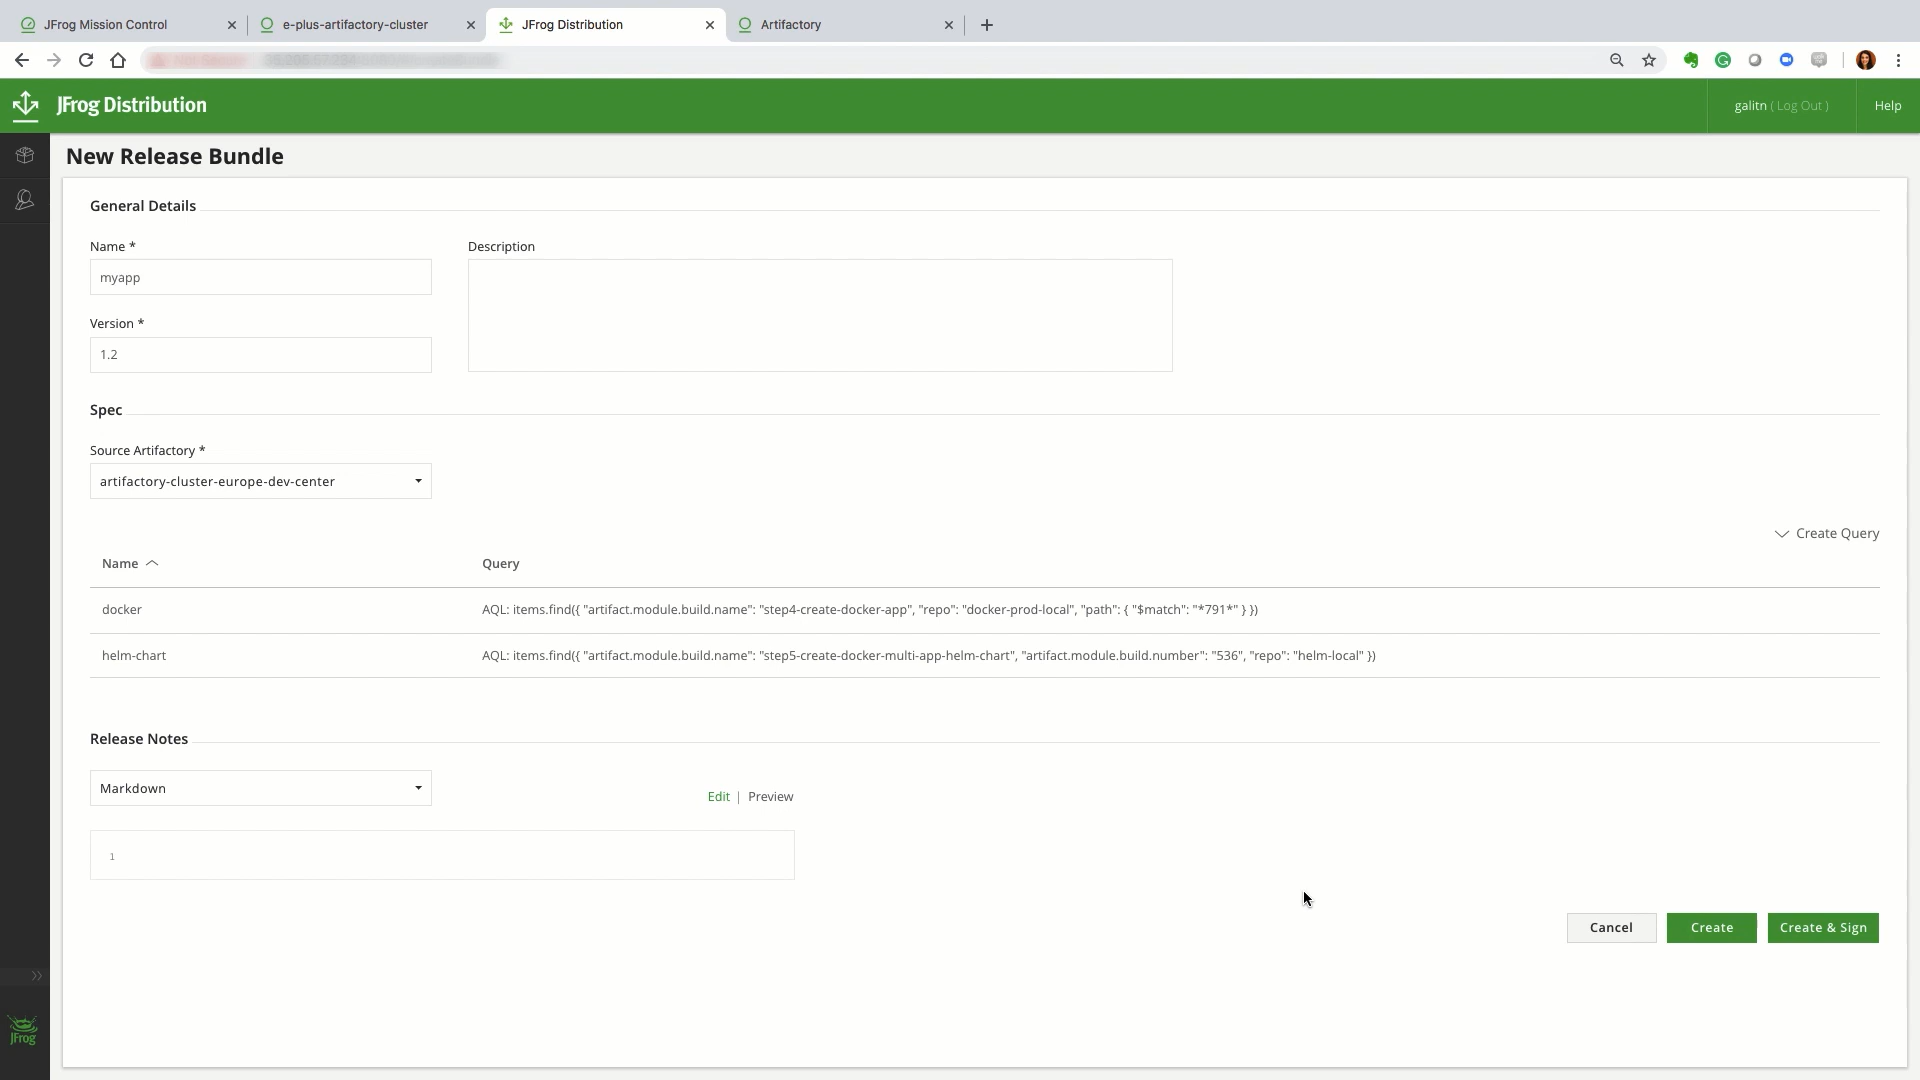 JFrog Mission Control
e-plus-artifactory-cluster
JFrog Distribution
Artifactory
JFrog Distribution
galitn ( Log Out )
Help
New Release Bundle
General Details
Name *
Description
myapp
Version *
1.2
Spec
Source Artifactory *
artifactory-cluster-europe-dev-center
Create Query
Name
Query
docker
AQL: items.find({ "artifact.module.build.name": "step4-create-docker-app", "repo": "docker-prod-local", "path": { "$match": "*791*" } })
helm-chart
AQL: items.find({ "artifact.module.build.name": "step5-create-docker-multi-app-helm-chart", "artifact.module.build.number": "536", "repo": "helm-local" })
Release Notes
Markdown
Edit | Preview
1
Cancel
Create
Create & Sign
JFrog